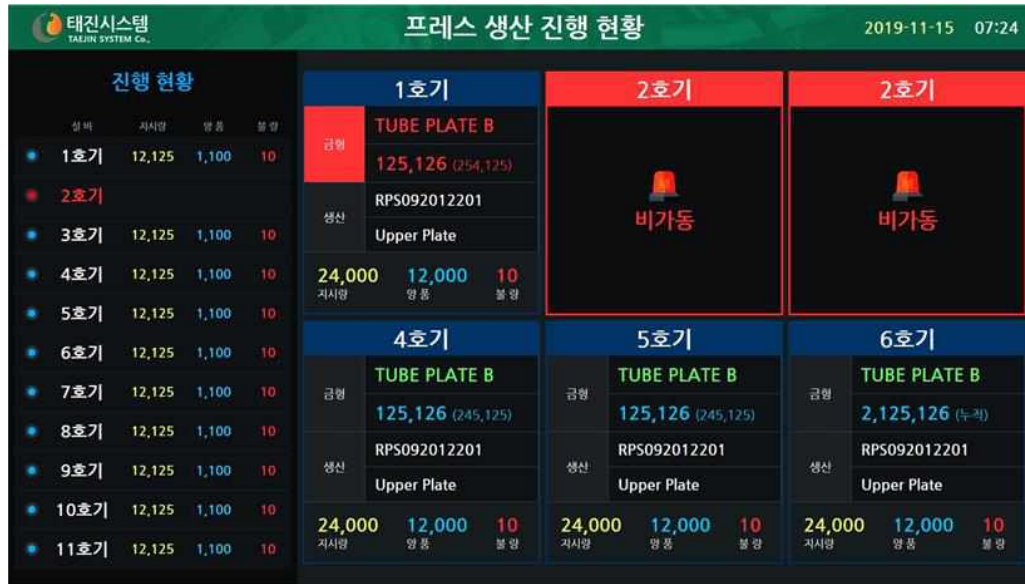 태진시스템
TAEJIN SYSTEM Co.,
프레스 생산 진행 현황
2019-11-15 07:24
진행 현황
설 비 지시량 양 품 불 량
1호기 12,125 1,100 10
2호기
3호기 12,125 1,100 10
4호기 12,125 1,100 10
5호기 12,125 1,100 10
6호기 12,125 1,100 10
7호기 12,125 1,100 10
8호기 12,125 1,100 10
9호기 12,125 1,100 10
10호기 12,125 1,100 10
11호기 12,125 1,100 10
1호기
금형
TUBE PLATE B
125,126 (254,125)
생산
RPS092012201
Upper Plate
24,000 12,000 10
지시량 양 품 불 량
2호기
비가동
2호기
비가동
4호기
금형
TUBE PLATE B
125,126 (245,125)
생산
RPS092012201
Upper Plate
24,000 12,000 10
지시량 양 품 불 량
5호기
금형
TUBE PLATE B
125,126 (245,125)
생산
RPS092012201
Upper Plate
24,000 12,000 10
지시량 양 품 불 량
6호기
금형
TUBE PLATE B
2,125,126 (누적)
생산
RPS092012201
Upper Plate
24,000 12,000 10
지시량 양 품 불 량